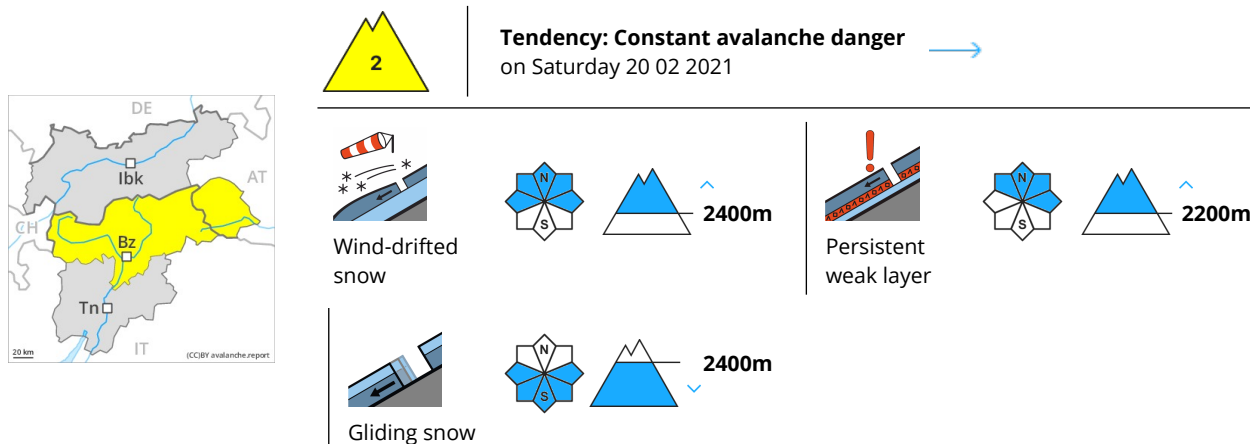 2
Tendency: Constant avalanche danger
on Saturday 20 02 2021
DE
Ibk
AT
CH
Bz
Tn
20 km
IT
(CC)BY avalanche.report
N
S
2400m
Wind-drifted
snow
N
S
2200m
Persistent
weak layer
N
S
2400m
Gliding snow